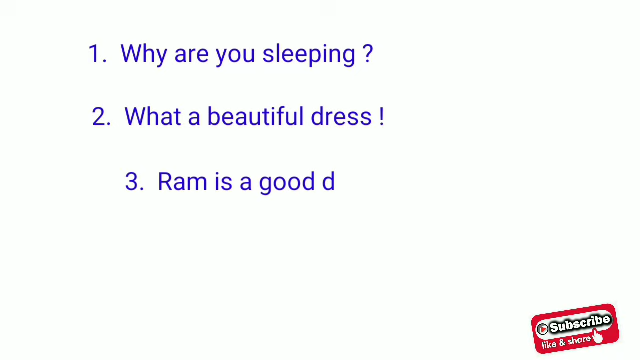 1. Why are you sleeping ?
2. What a beautiful dress !
3. Ram is a good d
Subscribe
like & share